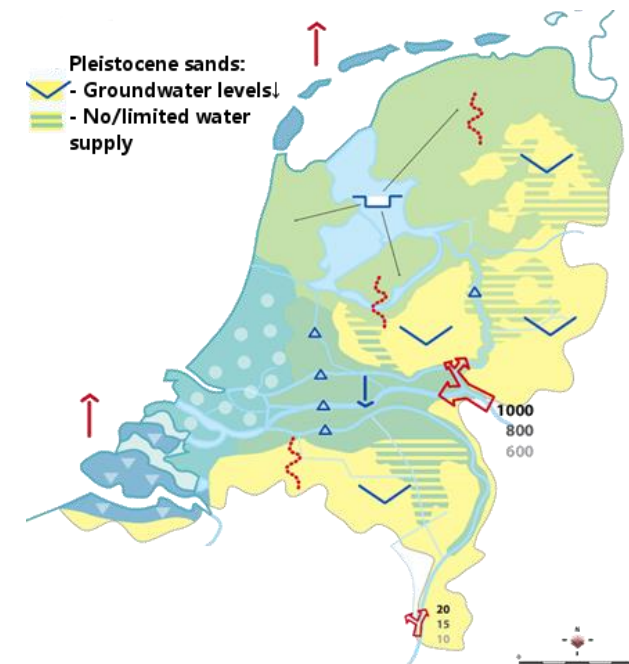 Pleistocene sands:
- Groundwater levels↓
- No/limited water
supply
1000
800
600
20
15
10
N